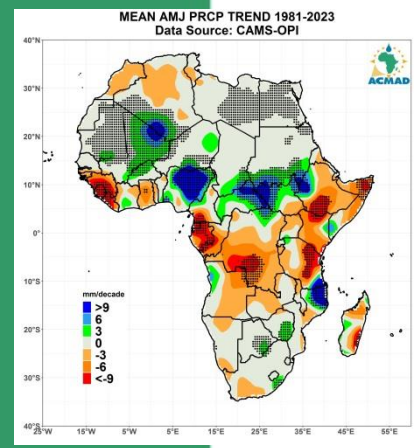 MEAN AMJ PRCP TREND 1981-2023
Data Source: CAMS-OPI
ACMAD
40°N
30°N
20°N
10°N
0°
10°S
20°S
30°S
40°S
mm/decade
>9
6
3
0
-3
-6
<-9
25°W 15°W 5°W 5°E 15°E 25°E 35°E 45°E 55°E